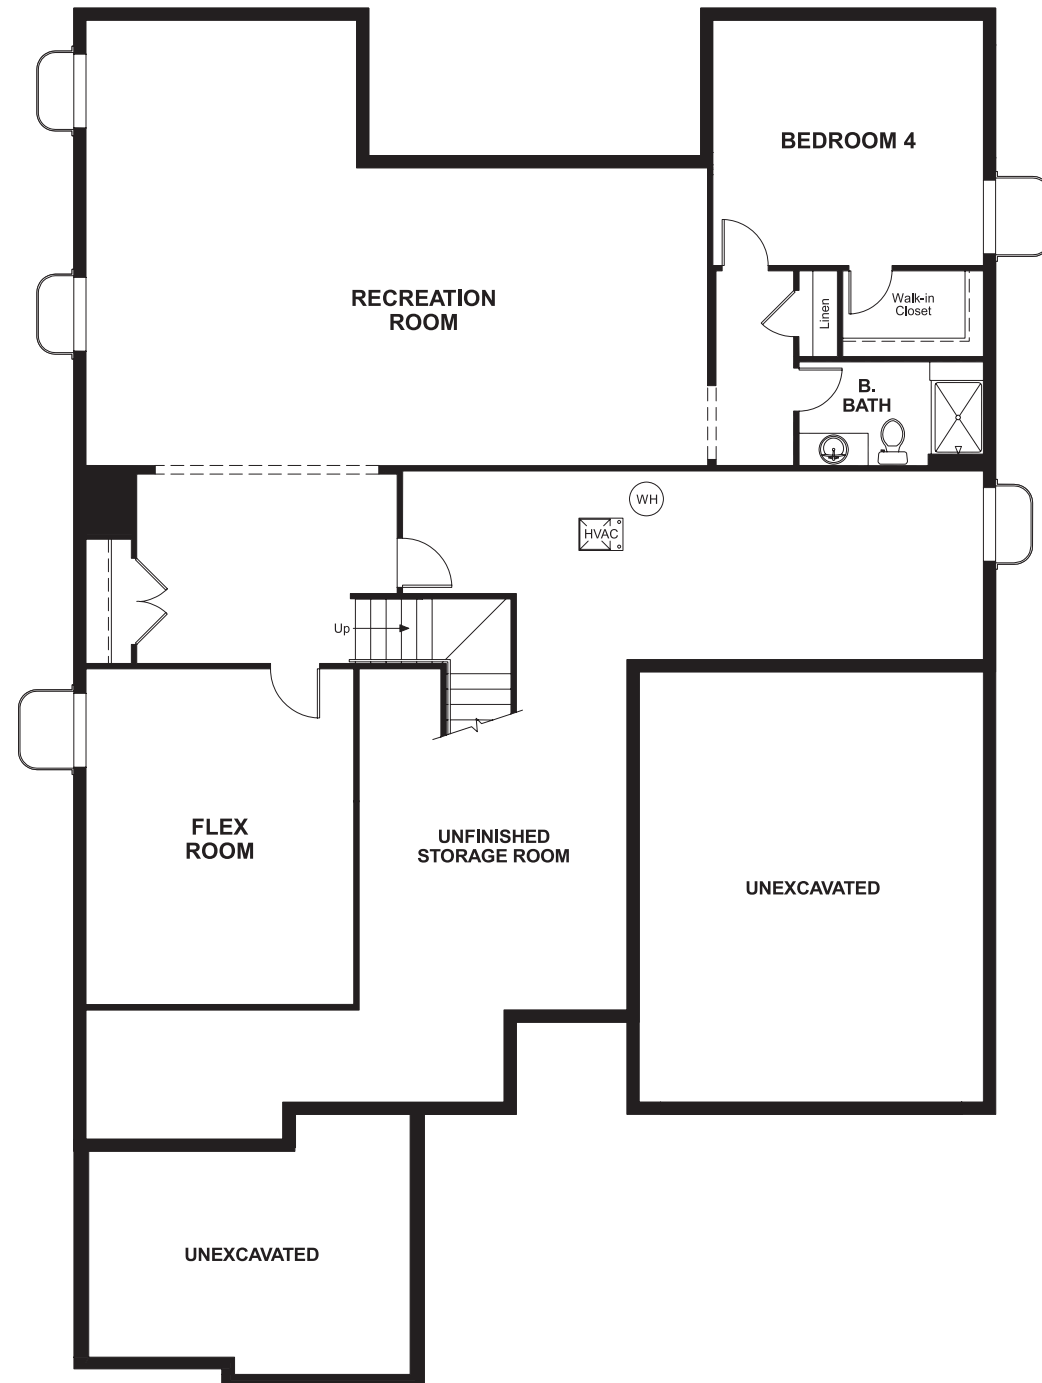 BEDROOM 4
RECREATION
ROOM
Linen
Walk-in
Closet
B.
BATH
WH
HVAC
Up
FLEX
ROOM
UNFINISHED
STORAGE ROOM
UNEXCAVATED
UNEXCAVATED